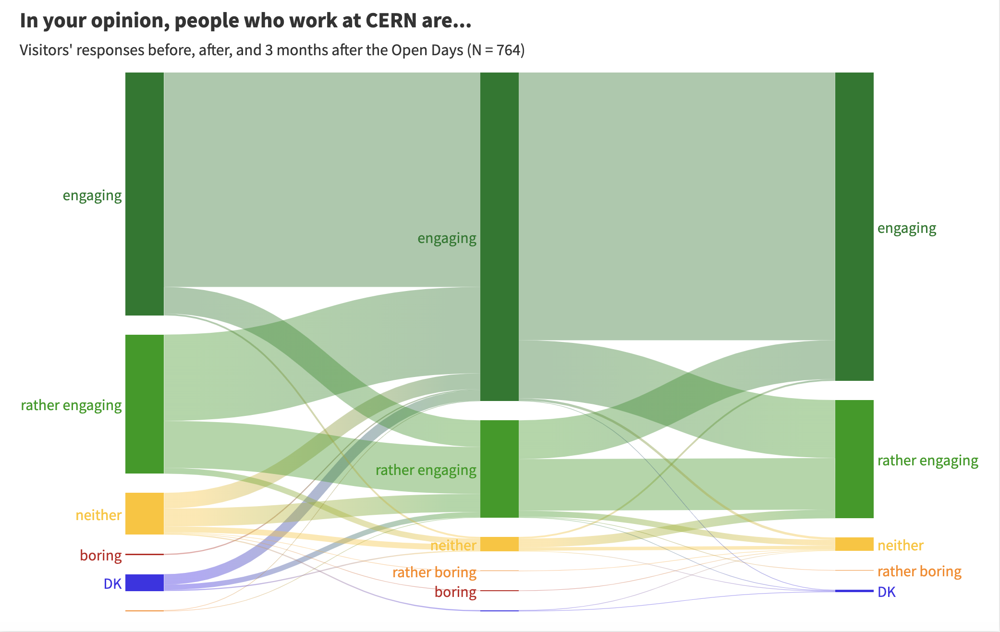 In your opinion, people who work at CERN are...
Visitors' responses before, after, and 3 months after the Open Days (N = 764)
engaging
rather engaging
neither
boring
DK
engaging
rather engaging
neither
rather boring
boring
engaging
rather engaging
neither
rather boring
DK